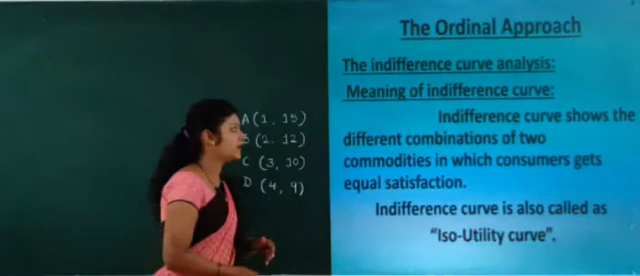 A (1, 15)
B (2. 12)
C (3, 10)
D (4, 9)
The Ordinal Approach
The indifference curve analysis:
Meaning of indifference curve:
Indifference curve shows the
different combinations of two
commodities in which consumers gets
equal satisfaction.
Indifference curve is also called as
“Iso-Utility curve”.